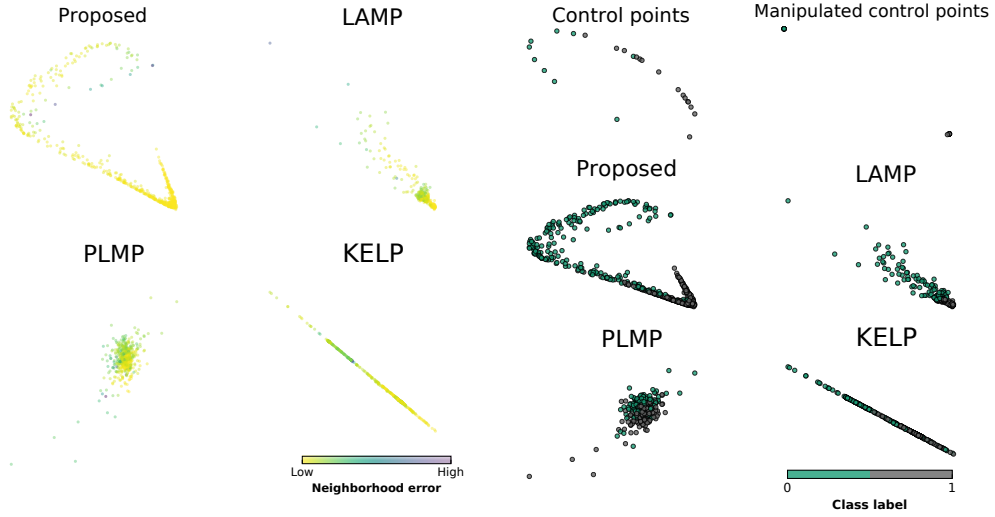 Proposed
LAMP
PLMP
KELP
Low
High
Neighborhood error
Control points
Manipulated control points
Proposed
LAMP
PLMP
KELP
0
1
Class label